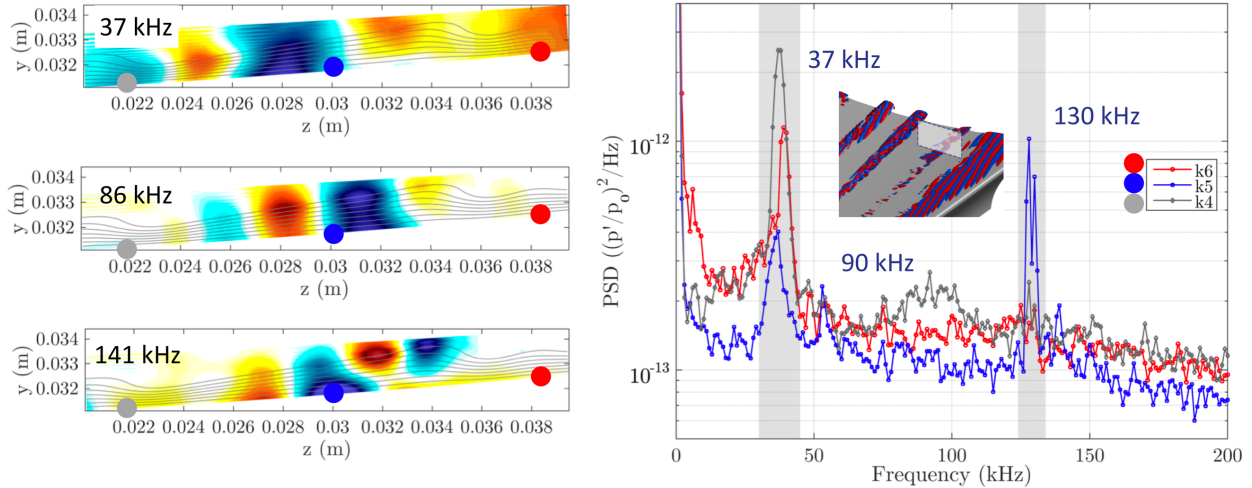 37 kHz
y (m)
0.034
0.033
0.032
0.022 0.024 0.026 0.028 0.03 0.032 0.034 0.036 0.038
z (m)
86 kHz
y (m)
0.034
0.033
0.032
0.022 0.024 0.026 0.028 0.03 0.032 0.034 0.036 0.038
z (m)
141 kHz
y (m)
0.034
0.033
0.032
0.022 0.024 0.026 0.028 0.03 0.032 0.034 0.036 0.038
z (m)
PSD ((p'/p₀)²/Hz)
10⁻¹²
10⁻¹³
37 kHz
130 kHz
90 kHz
k6
k5
k4
0 50 100 150 200
Frequency (kHz)